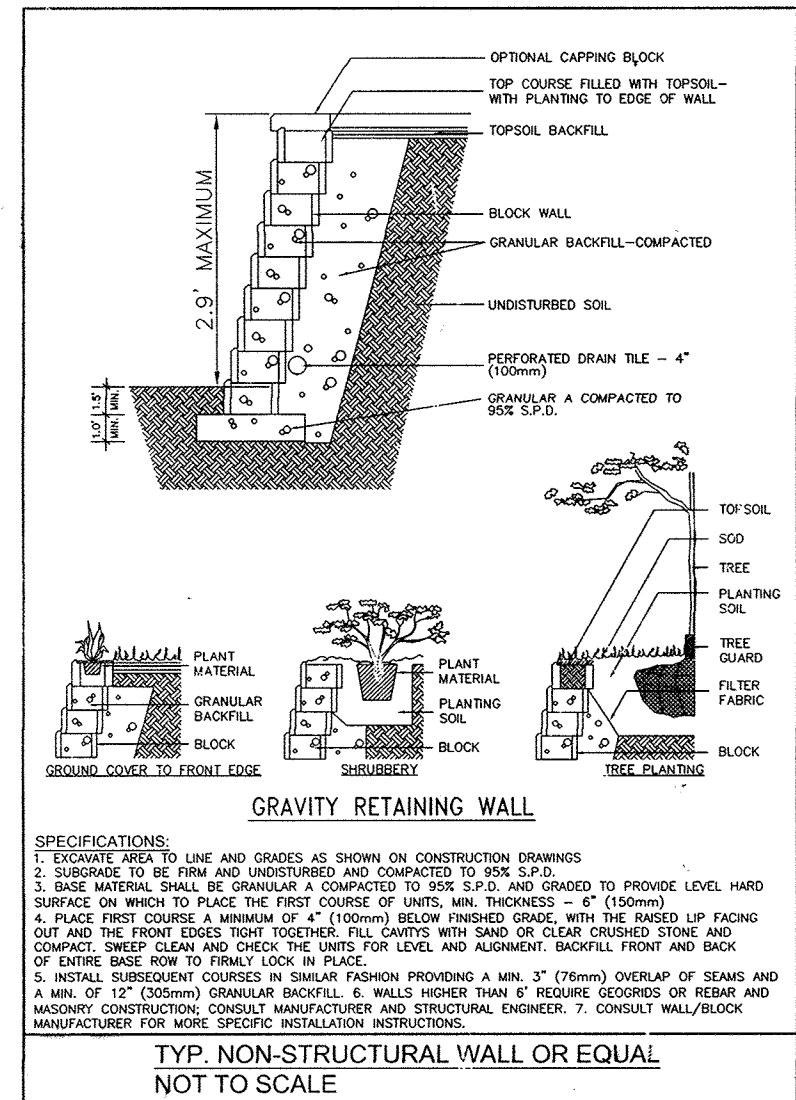 OPTIONAL CAPPING BLOCK
TOP COURSE FILLED WITH TOPSOIL-
WITH PLANTING TO EDGE OF WALL
TOPSOIL BACKFILL
2.9' MAXIMUM
BLOCK WALL
GRANULAR BACKFILL-COMPACTED
UNDISTURBED SOIL
PERFORATED DRAIN TILE - 4"
(100mm)
1.5'
MIN.
GRANULAR A COMPACTED TO
95% S.P.D.
1.0'
MIN.
TOPSOIL
SOD
TREE
PLANTING
SOIL
TREE
GUARD
FILTER
FABRIC
BLOCK
TREE PLANTING
PLANT
MATERIAL
GRANULAR
BACKFILL
BLOCK
GROUND COVER TO FRONT EDGE
PLANT
MATERIAL
PLANTING
SOIL
BLOCK
SHRUBBERY
GRAVITY RETAINING WALL
SPECIFICATIONS:
1. EXCAVATE AREA TO LINE AND GRADES AS SHOWN ON CONSTRUCTION DRAWINGS
2. SUBGRADE TO BE FIRM AND UNDISTURBED AND COMPACTED TO 95% S.P.D.
3. BASE MATERIAL SHALL BE GRANULAR A COMPACTED TO 95% S.P.D. AND GRADED TO PROVIDE LEVEL HARD
SURFACE ON WHICH TO PLACE THE FIRST COURSE OF UNITS, MIN. THICKNESS - 6" (150mm)
4. PLACE FIRST COURSE A MINIMUM OF 4" (100mm) BELOW FINISHED GRADE, WITH THE RAISED LIP FACING
OUT AND THE FRONT EDGES TIGHT TOGETHER. FILL CAVITYS WITH SAND OR CLEAR CRUSHED STONE AND
COMPACT. SWEEP CLEAN AND CHECK THE UNITS FOR LEVEL AND ALIGNMENT. BACKFILL FRONT AND BACK
OF ENTIRE BASE ROW TO FIRMLY LOCK IN PLACE.
5. INSTALL SUBSEQUENT COURSES IN SIMILAR FASHION PROVIDING A MIN. 3" (76mm) OVERLAP OF SEAMS AND
A MIN. OF 12" (305mm) GRANULAR BACKFILL. 6. WALLS HIGHER THAN 6' REQUIRE GEOGRIDS OR REBAR AND
MASONRY CONSTRUCTION; CONSULT MANUFACTURER AND STRUCTURAL ENGINEER. 7. CONSULT WALL/BLOCK
MANUFACTURER FOR MORE SPECIFIC INSTALLATION INSTRUCTIONS.
TYP. NON-STRUCTURAL WALL OR EQUAL
NOT TO SCALE